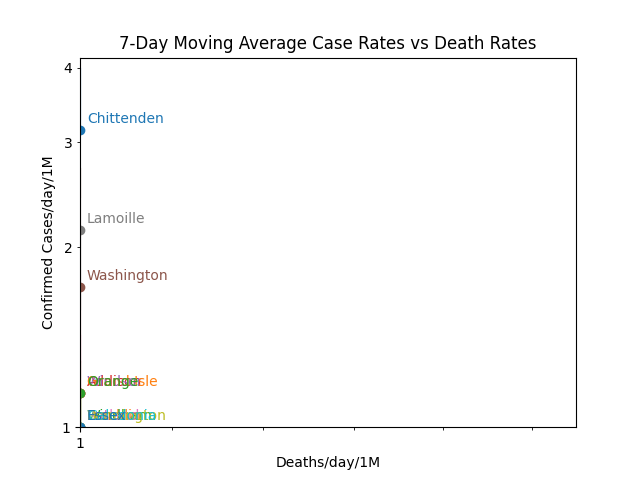 7-Day Moving Average Case Rates vs Death Rates
4
Chittenden
3
Confirmed Cases/day/1M
Lamoille
2
Washington
Essex
1
1
Deaths/day/1M